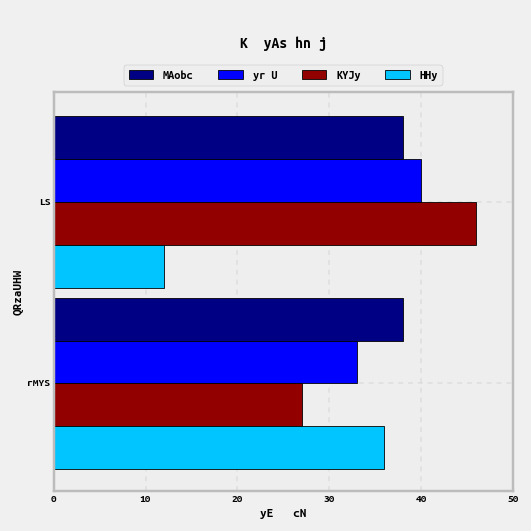 K  yAs hn j
MAobc yr U KYJy HHy
QRzaUHW
LS
rMYS
0 10 20 30 40 50
yE   cN